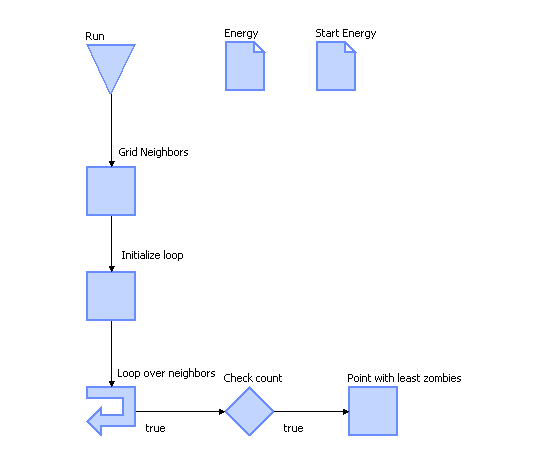 Run
Energy
Start Energy
Grid Neighbors
Initialize loop
Loop over neighbors
Check count
Point with least zombies
true
true